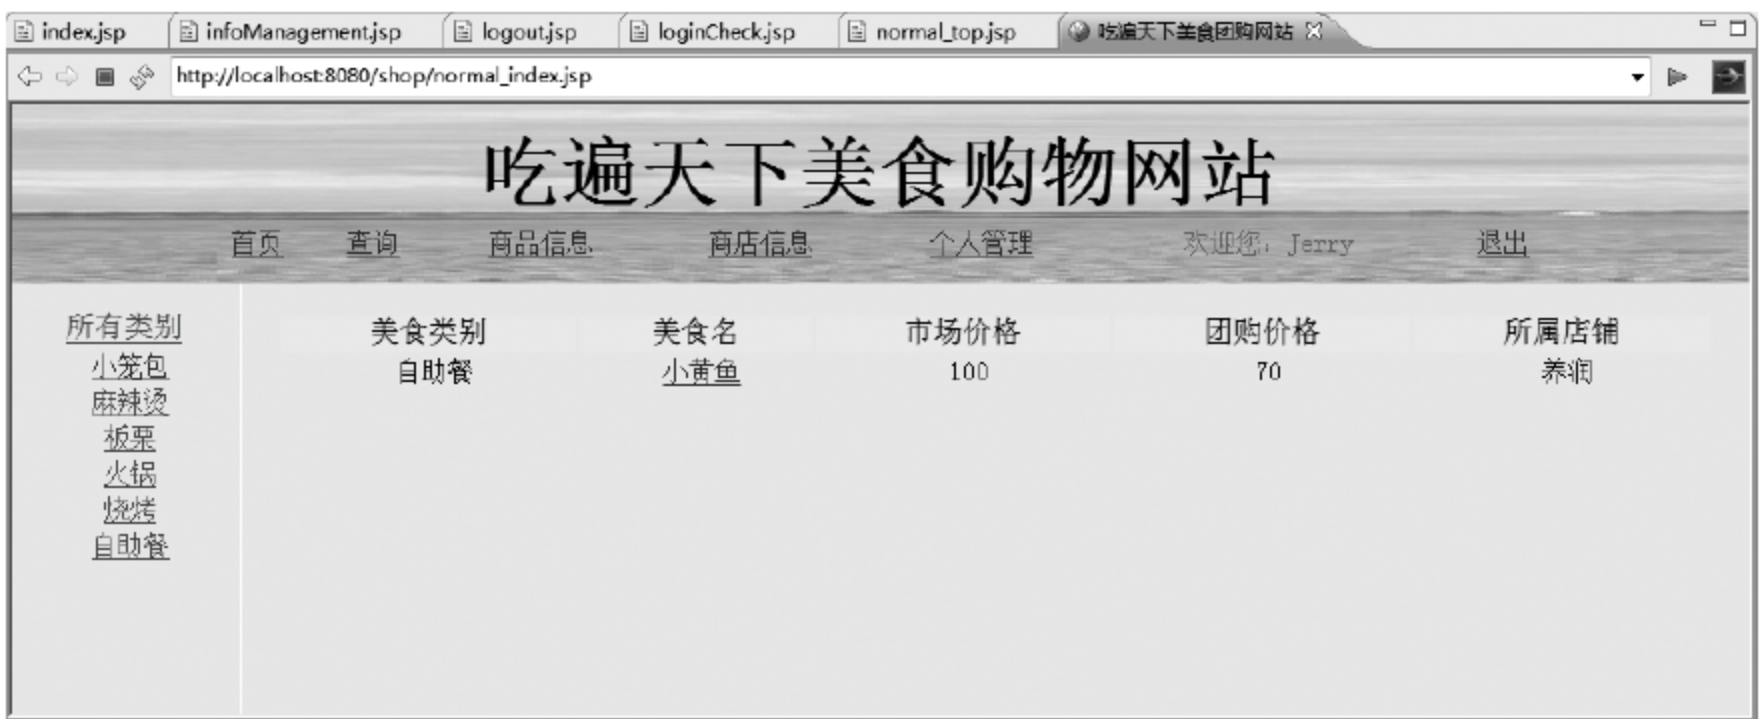 index.jsp infoManagement.jsp logout.jsp loginCheck.jsp normal_top.jsp 吃遍天下美食团购网站
http://localhost:8080/shop/normal_index.jsp
吃遍天下美食购物网站
首页 查询 商品信息 商店信息 个人管理 欢迎您：Jerry 退出
所有类别
小笼包
麻辣烫
板栗
火锅
烧烤
自助餐
美食类别 美食名 市场价格 团购价格 所属店铺
自助餐 小黄鱼 100 70 养润